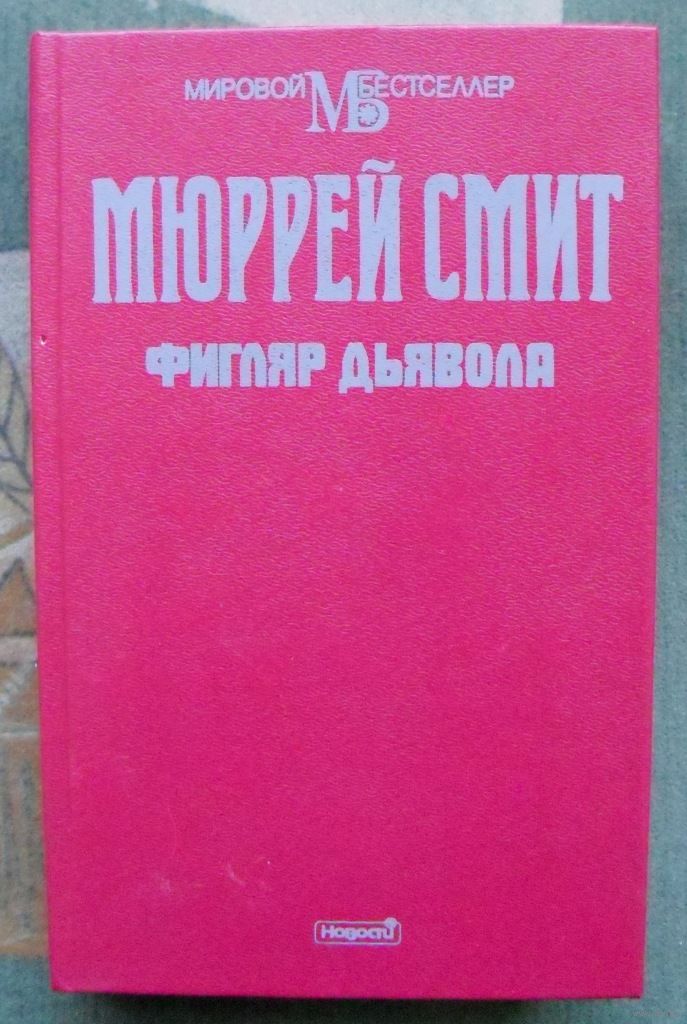 МИРОВОЙ МБ БЕСТСЕЛЛЕР
МЮРРЕЙ СМИТ
ФИГЛЯР ДЬЯВОЛА
Новости